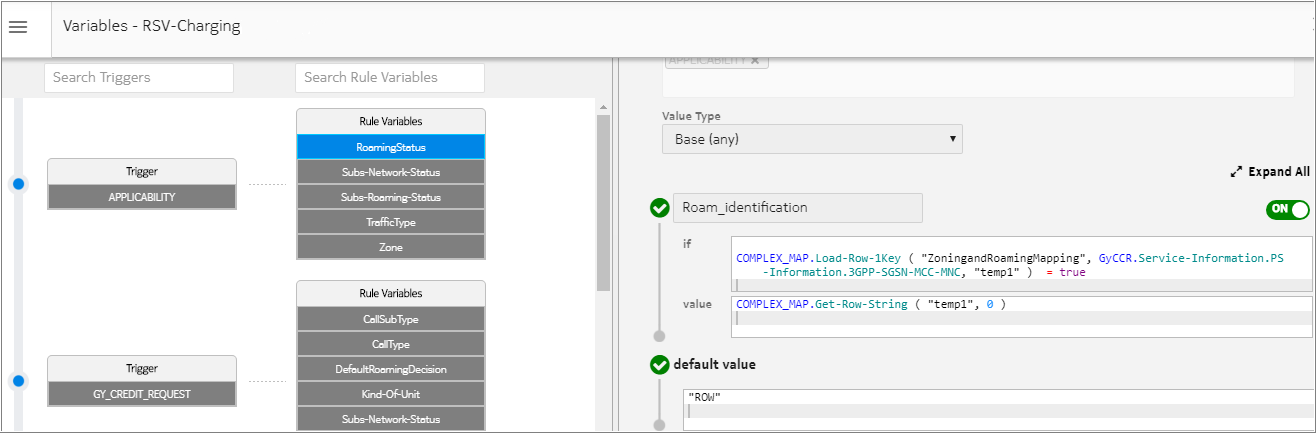 Variables - RSV-Charging
Search Triggers
Search Rule Variables
Trigger
APPLICABILITY
Rule Variables
RoamingStatus
Subs-Network-Status
Subs-Roaming-Status
TrafficType
Zone
Trigger
GY_CREDIT_REQUEST
Rule Variables
CallSubType
CallType
DefaultRoamingDecision
Kind-Of-Unit
Subs-Network-Status
APPLICABILITY
Value Type
Base (any)
Expand All
Roam_identification
ON
if
COMPLEX_MAP.Load-Row-1Key ( "ZoningandRoamingMapping", GyCCR.Service-Information.PS
-Information.3GPP-SGSN-MCC-MNC, "temp1" ) = true
value
COMPLEX_MAP.Get-Row-String ( "temp1", 0 )
default value
"ROW"